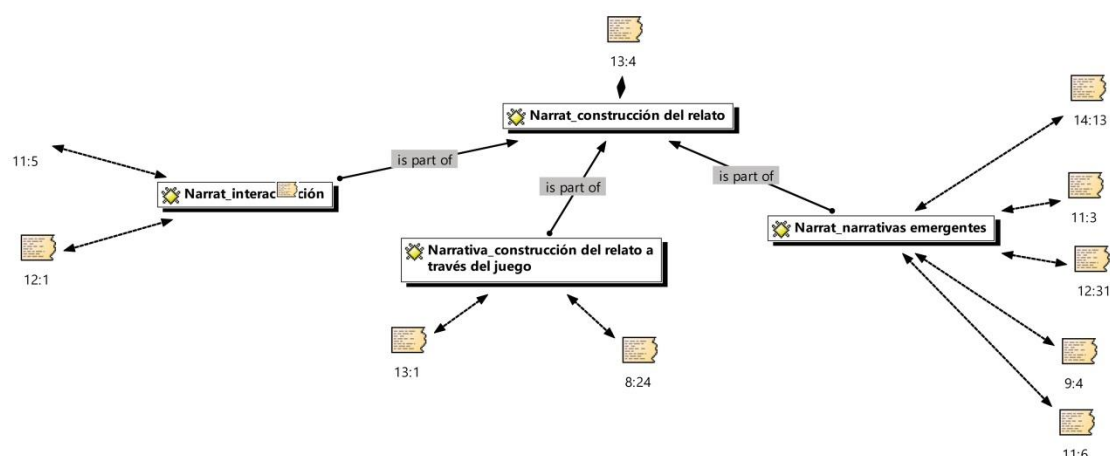 13:4
Narrat_construcción del relato
14:13
is part of
11:5
Narrat_interacción
is part of
is part of
11:3
Narrat_narrativas emergentes
12:1
Narrativa_construcción del relato a
través del juego
12:31
13:1
8:24
9:4
11:6